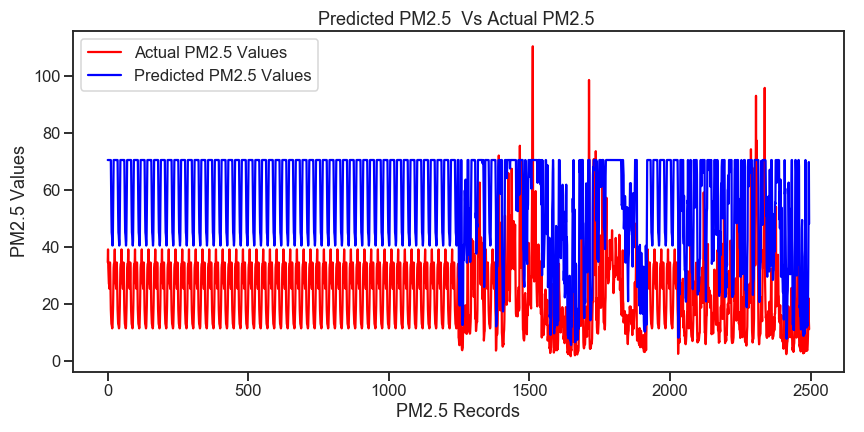 Predicted PM2.5  Vs Actual PM2.5
Actual PM2.5 Values
Predicted PM2.5 Values
PM2.5 Values
100
80
60
40
20
0
0 500 1000 1500 2000 2500
PM2.5 Records